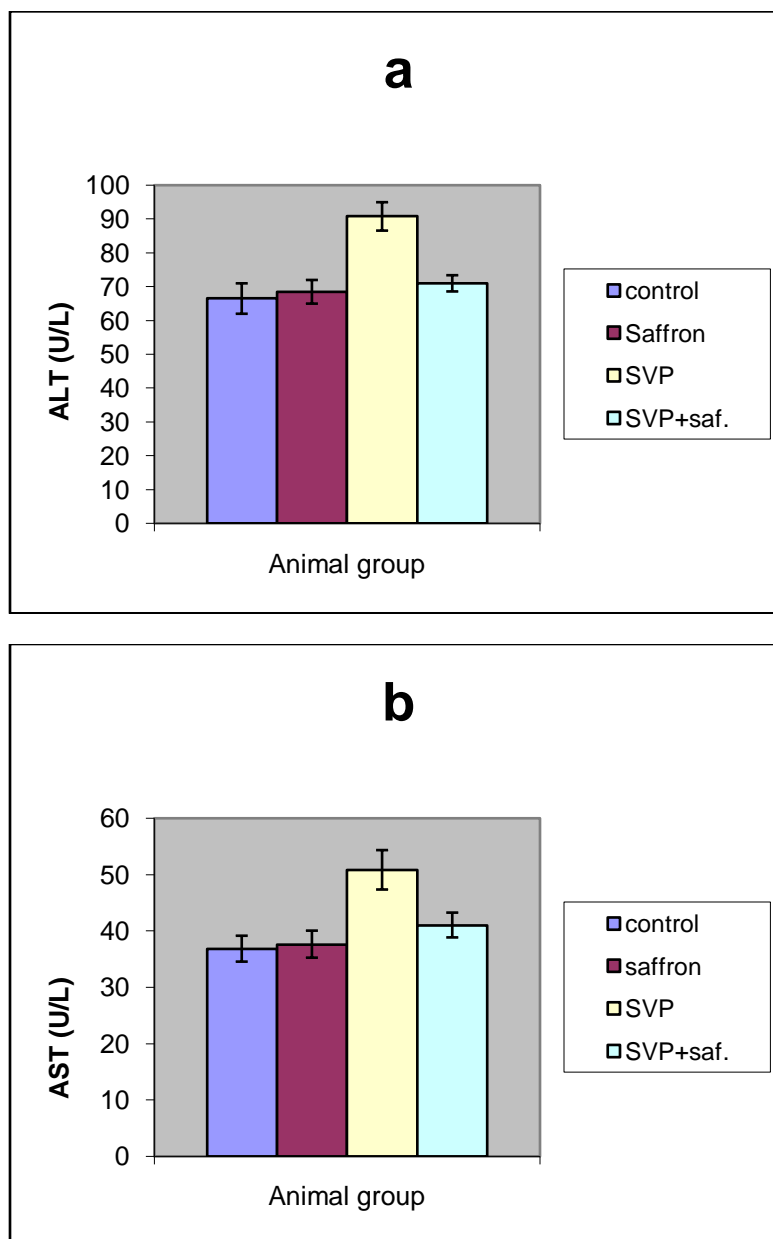 a
100
90
80
70
60
50
40
30
20
10
0
ALT (U/L)
Animal group
control
Saffron
SVP
SVP+saf.
b
60
50
40
30
20
10
0
AST (U/L)
Animal group
control
saffron
SVP
SVP+saf.